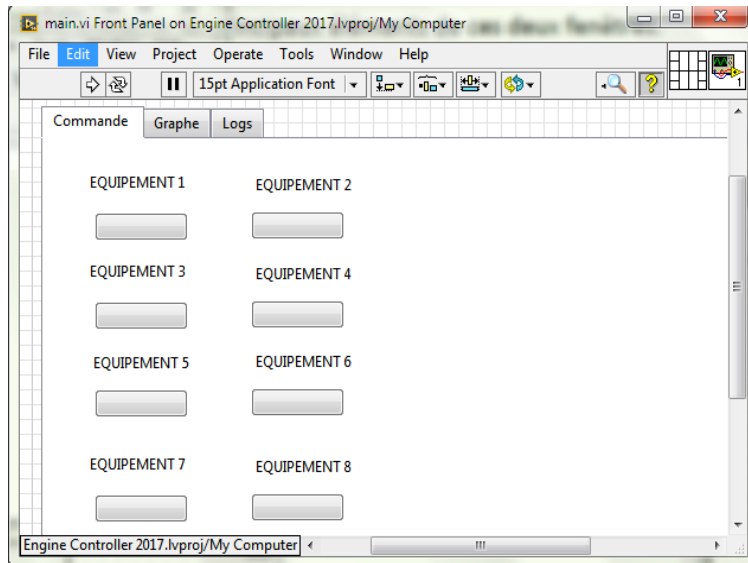 main.vi Front Panel on Engine Controller 2017.lvproj/My Computer
File Edit View Project Operate Tools Window Help
15pt Application Font
1
Commande Graphe Logs
EQUIPEMENT 1 EQUIPEMENT 2
EQUIPEMENT 3 EQUIPEMENT 4
EQUIPEMENT 5 EQUIPEMENT 6
EQUIPEMENT 7 EQUIPEMENT 8
Engine Controller 2017.lvproj/My Computer